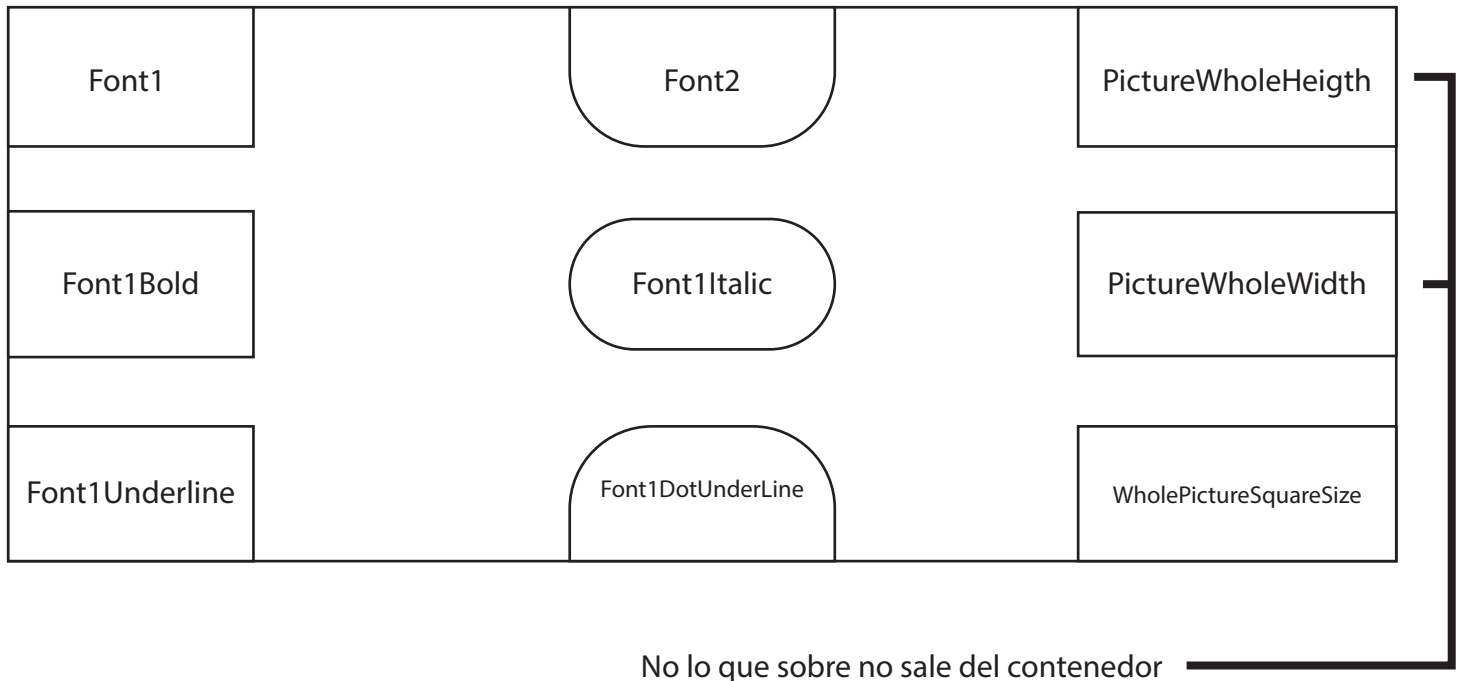 Font1
Font2
PictureWholeHeigth
Font1Bold
Font1Italic
PictureWholeWidth
Font1Underline
Font1DotUnderLine
WholePictureSquareSize
No lo que sobre no sale del contenedor